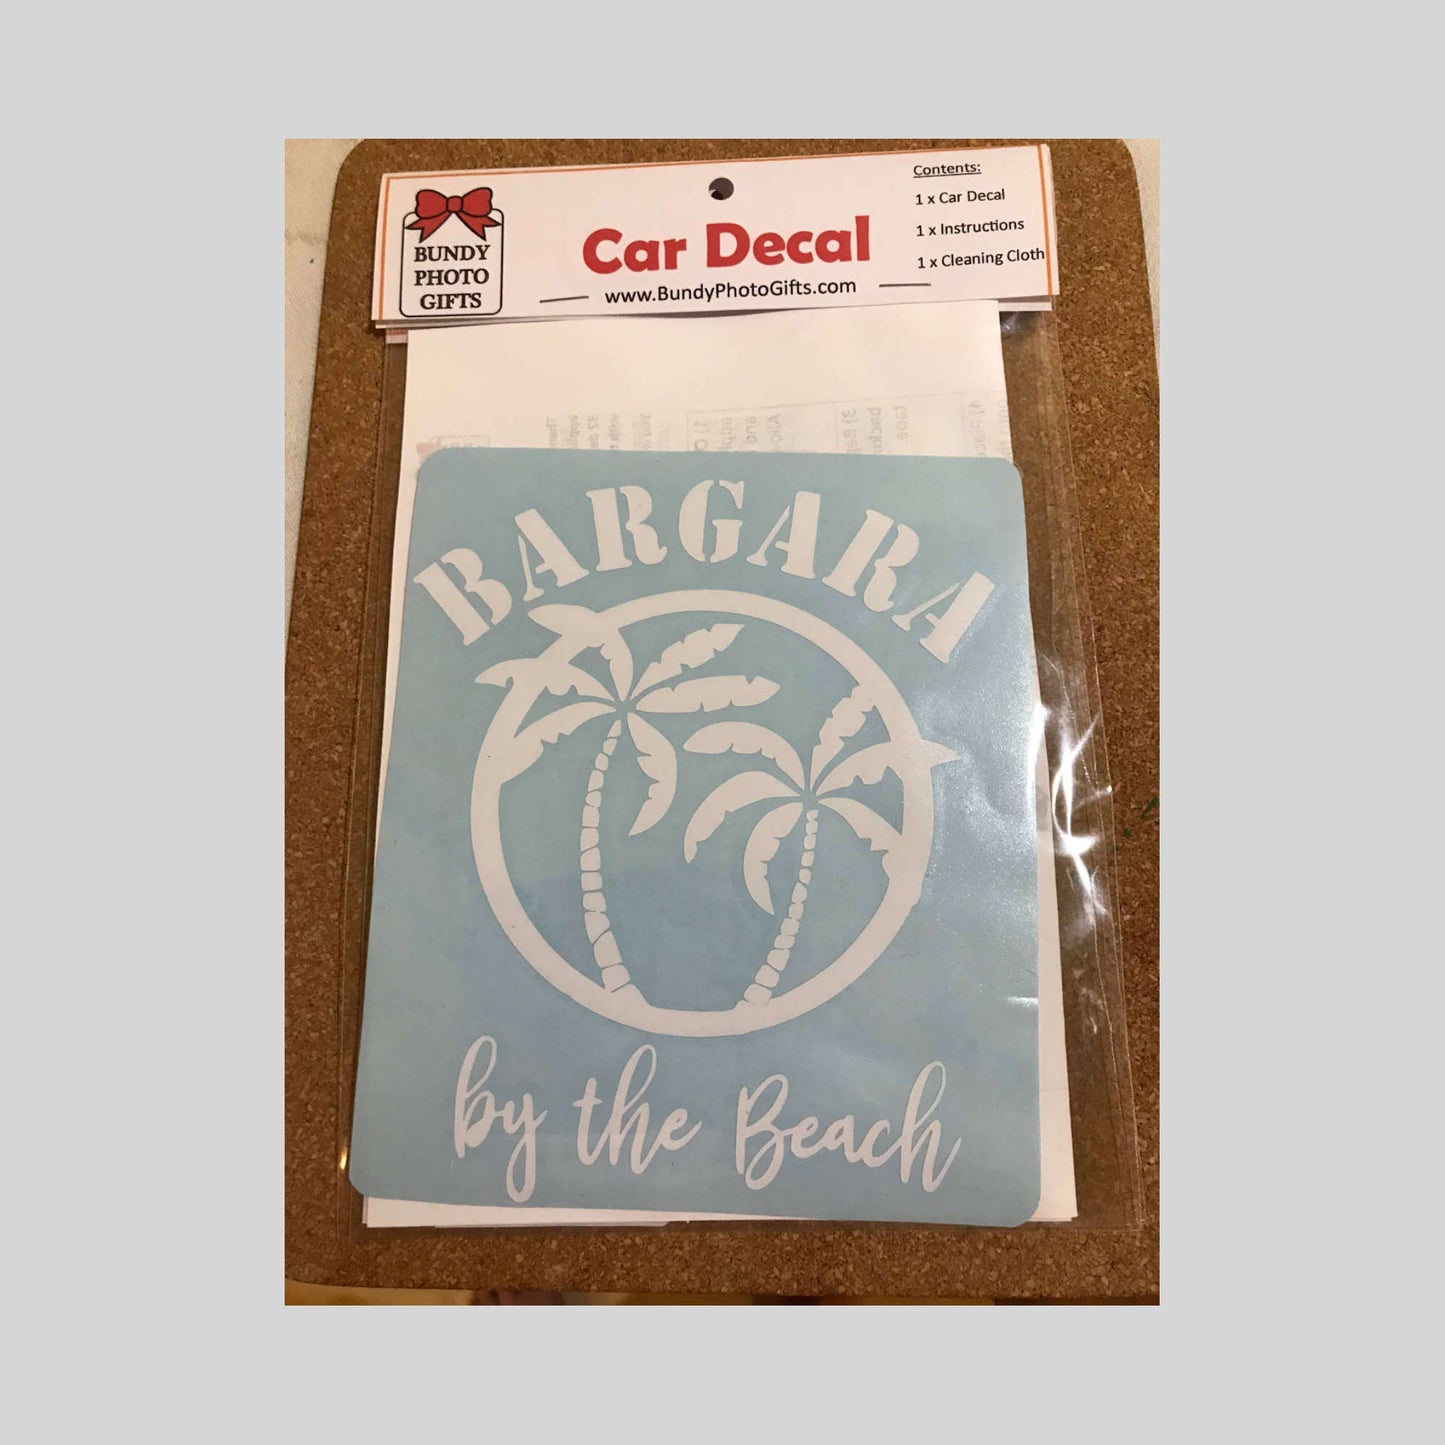 BUNDY
PHOTO
GIFTS
Car Decal
www.BundyPhotoGifts.com
Contents:
1 x Car Decal
1 x Instructions
1 x Cleaning Cloth
BARGARA
by the Beach